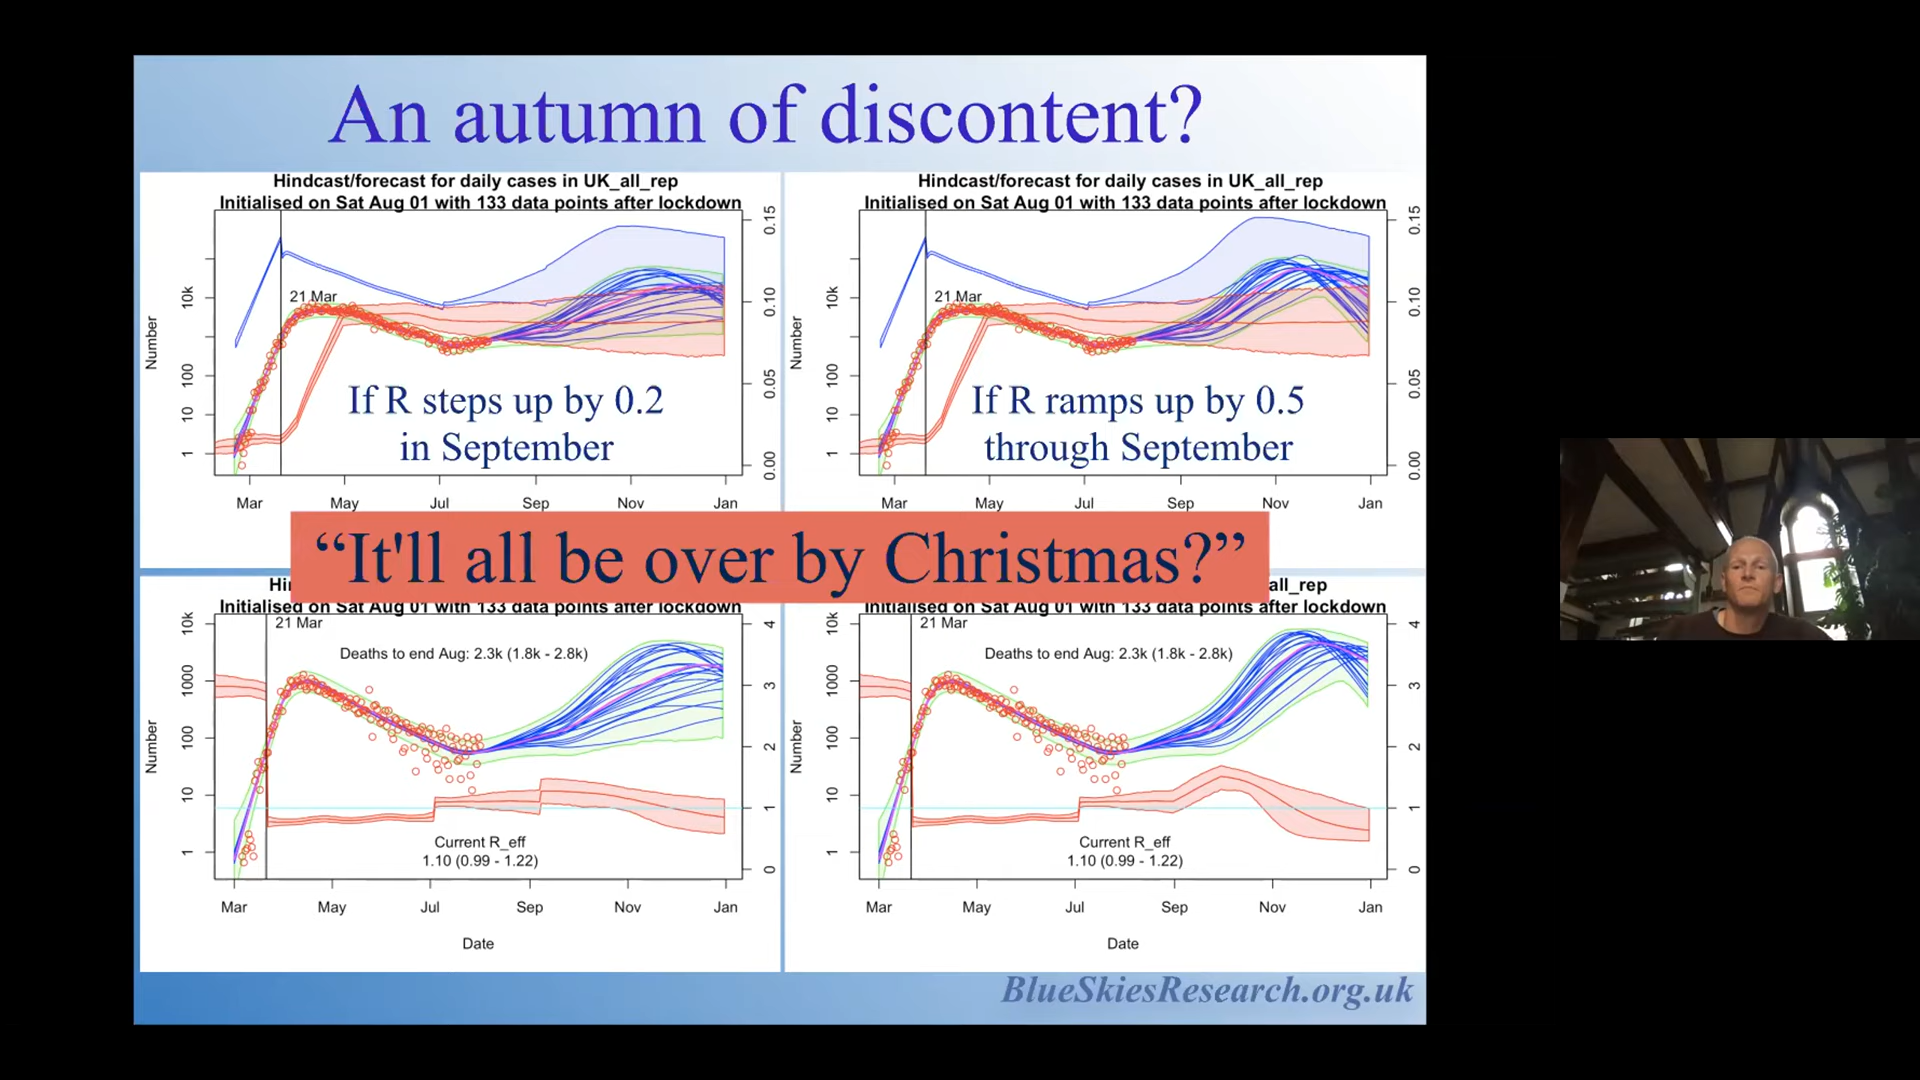 An autumn of discontent?
Hindcast/forecast for daily cases in UK_all_rep
Initialised on Sat Aug 01 with 133 data points after lockdown
21 Mar
Number
10k
100
10
1
0.15
0.10
0.05
0.00
If R steps up by 0.2
in September
Mar May Jul Sep Nov Jan
Hindcast/forecast for daily cases in UK_all_rep
Initialised on Sat Aug 01 with 133 data points after lockdown
21 Mar
Number
10k
100
10
1
0.15
0.10
0.05
0.00
If R ramps up by 0.5
through September
Mar May Jul Sep Nov Jan
“It'll all be over by Christmas?”
Hin
Initialised on Sat Aug 01 with 133 data points after lockdown
21 Mar
Deaths to end Aug: 2.3k (1.8k - 2.8k)
Number
10k
1000
100
10
1
4
3
2
1
0
Current R_eff
1.10 (0.99 - 1.22)
Mar May Jul Sep Nov Jan
Date
all_rep
Initialised on Sat Aug 01 with 133 data points after lockdown
21 Mar
Deaths to end Aug: 2.3k (1.8k - 2.8k)
Number
10k
1000
100
10
1
4
3
2
1
0
Current R_eff
1.10 (0.99 - 1.22)
Mar May Jul Sep Nov Jan
Date
BlueSkiesResearch.org.uk